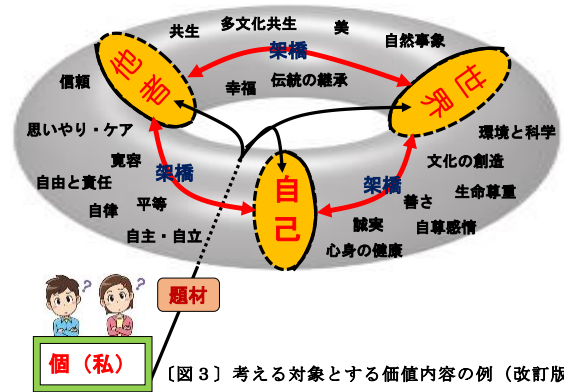 共生
多文化共生
美
自然事象
架橋
他者
世界
信頼
幸福
伝統の継承
思いやり・ケア
環境と科学
寛容
文化の創造
架橋
架橋
自由と責任
自己
善さ
生命尊重
自律
平等
誠実
自尊感情
自主・自立
心身の健康
?
?
題材
個（私）
〔図３〕考える対象とする価値内容の例（改訂版